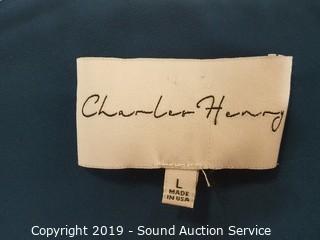 Charles Henry
L
MADE
IN USA
Copyright 2019 - Sound Auction Service